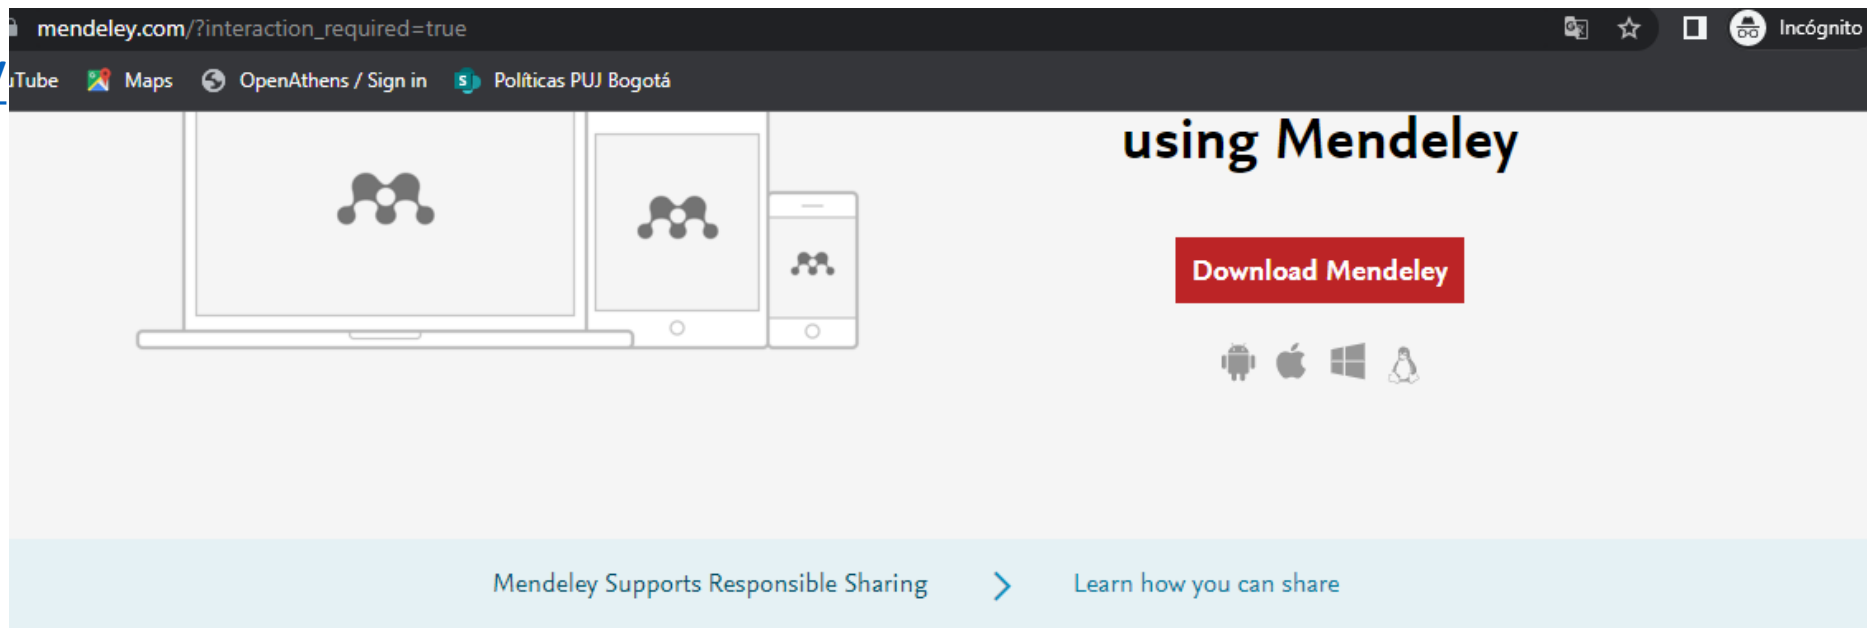 mendeley.com/?interaction_required=true
Incógnito
uTube
Maps
OpenAthens / Sign in
Políticas PUJ Bogotá
using Mendeley
Download Mendeley
Mendeley Supports Responsible Sharing
Learn how you can share